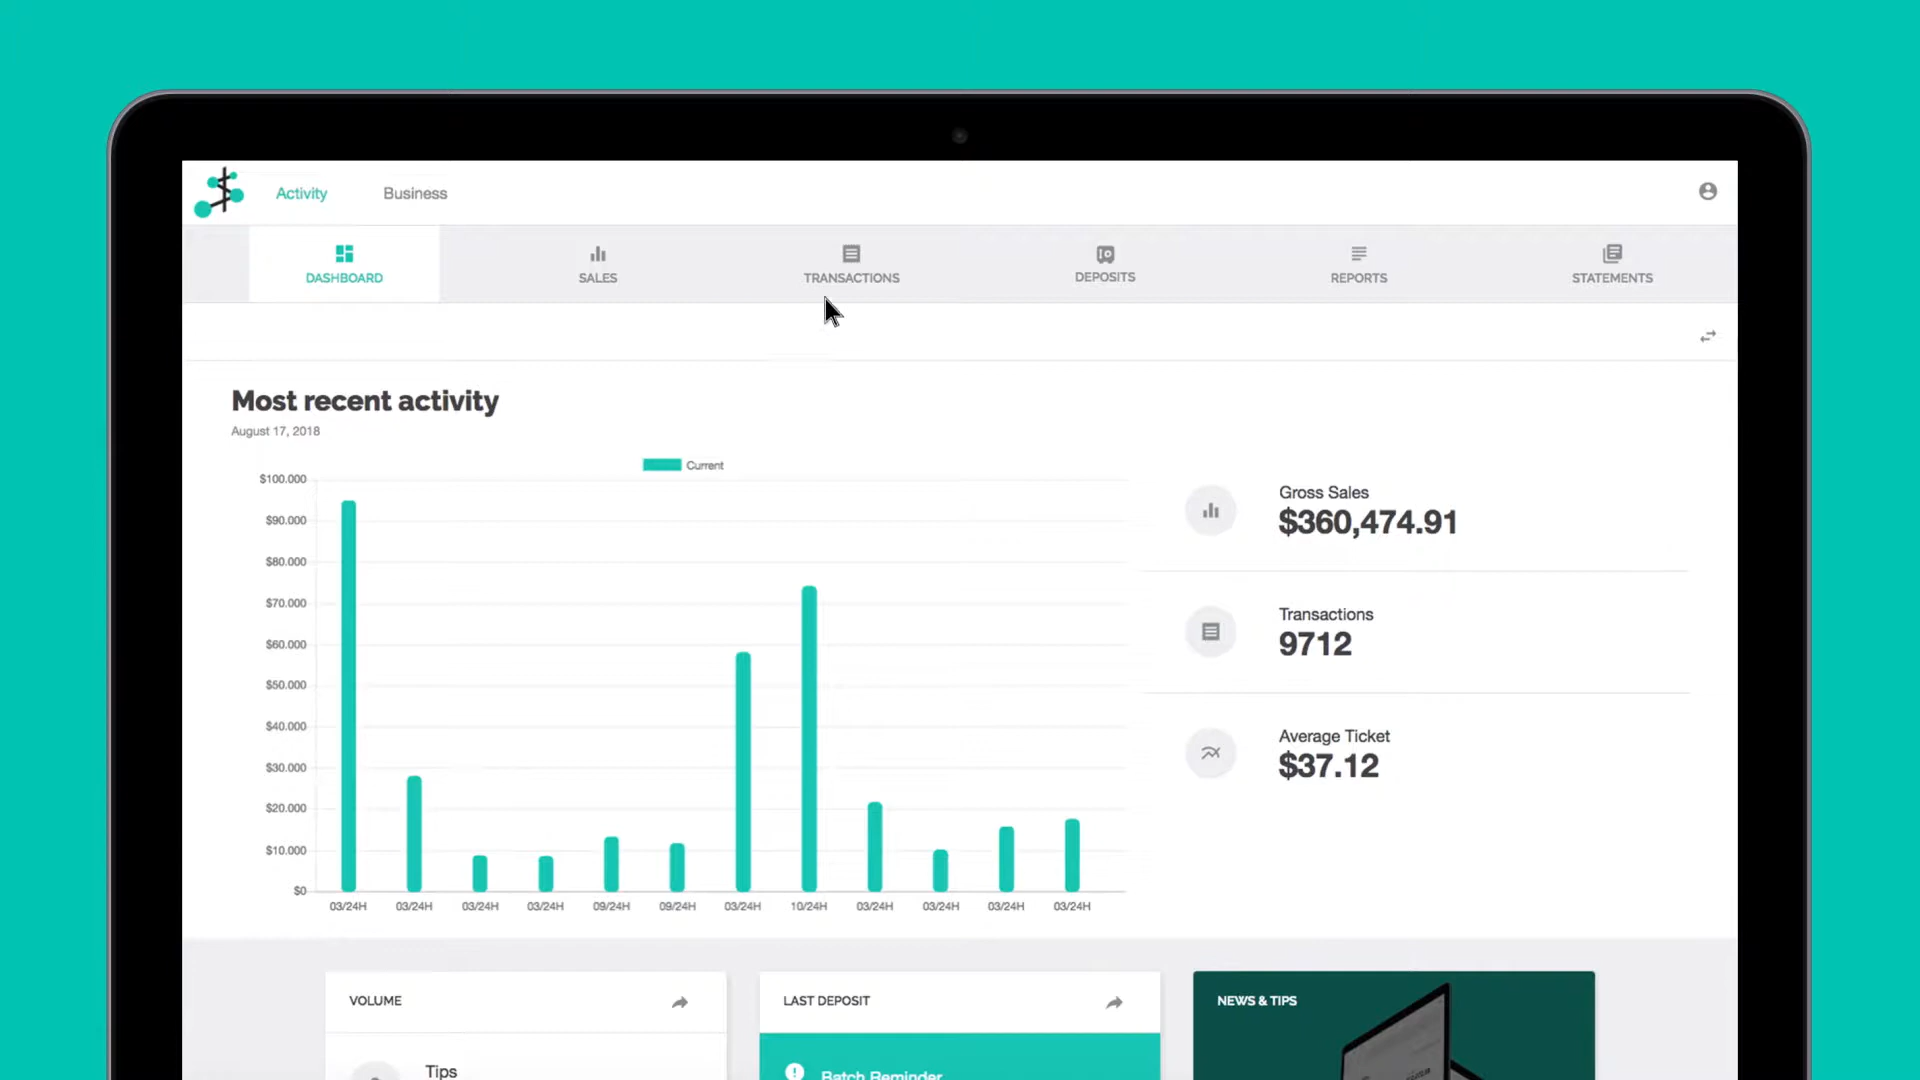 Activity Business
DASHBOARD SALES TRANSACTIONS DEPOSITS REPORTS STATEMENTS
Most recent activity
August 17, 2018
Current
$100.000
$90.000
$80.000
$70.000
$60.000
$50.000
$40.000
$30.000
$20.000
$10.000
$0
03/24H 03/24H 03/24H 03/24H 09/24H 09/24H 03/24H 10/24H 03/24H 03/24H 03/24H 03/24H
Gross Sales
$360,474.91
Transactions
9712
Average Ticket
$37.12
VOLUME
Tips
LAST DEPOSIT
Batch Reminder
NEWS & TIPS